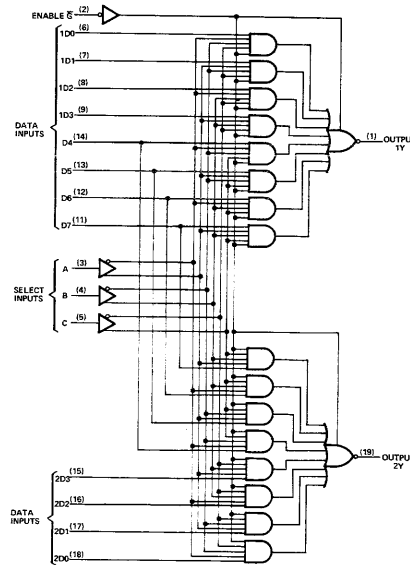 ENABLE G̅ (2)
1D0 (6)
1D1 (7)
1D2 (8)
1D3 (9)
DATA INPUTS
D4 (14)
D5 (13)
D6 (12)
D7 (11)
(1) OUTPUT 1Y
SELECT INPUTS
A (3)
B (4)
C (5)
(19) OUTPUT 2Y
DATA INPUTS
2D3 (15)
2D2 (16)
2D1 (17)
2D0 (18)